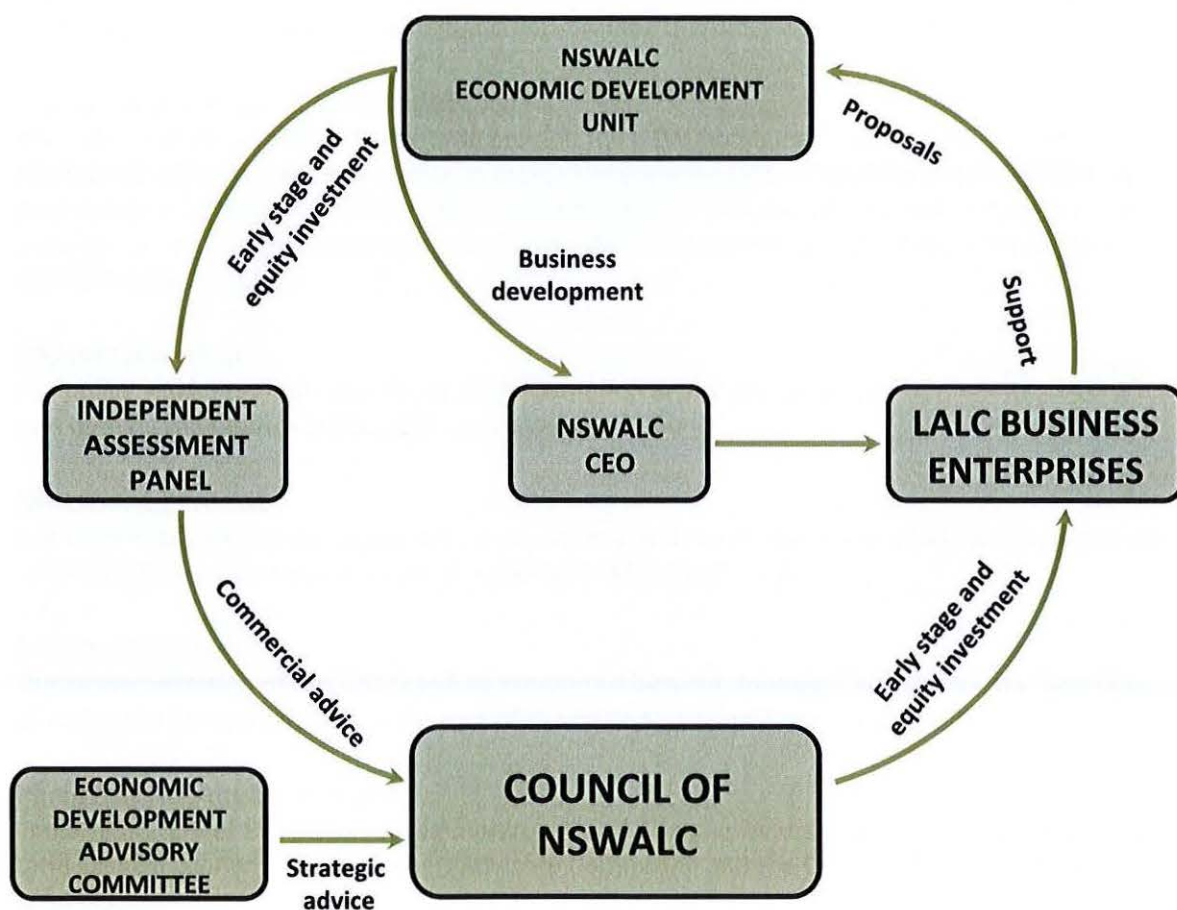 NSWALC
ECONOMIC DEVELOPMENT
UNIT
Proposals
Early stage and
equity investment
Business
development
Support
INDEPENDENT
ASSESSMENT
PANEL
NSWALC
CEO
LALC BUSINESS
ENTERPRISES
Commercial advice
Early stage and
equity investment
ECONOMIC
DEVELOPMENT
ADVISORY
COMMITTEE
Strategic
advice
COUNCIL OF
NSWALC